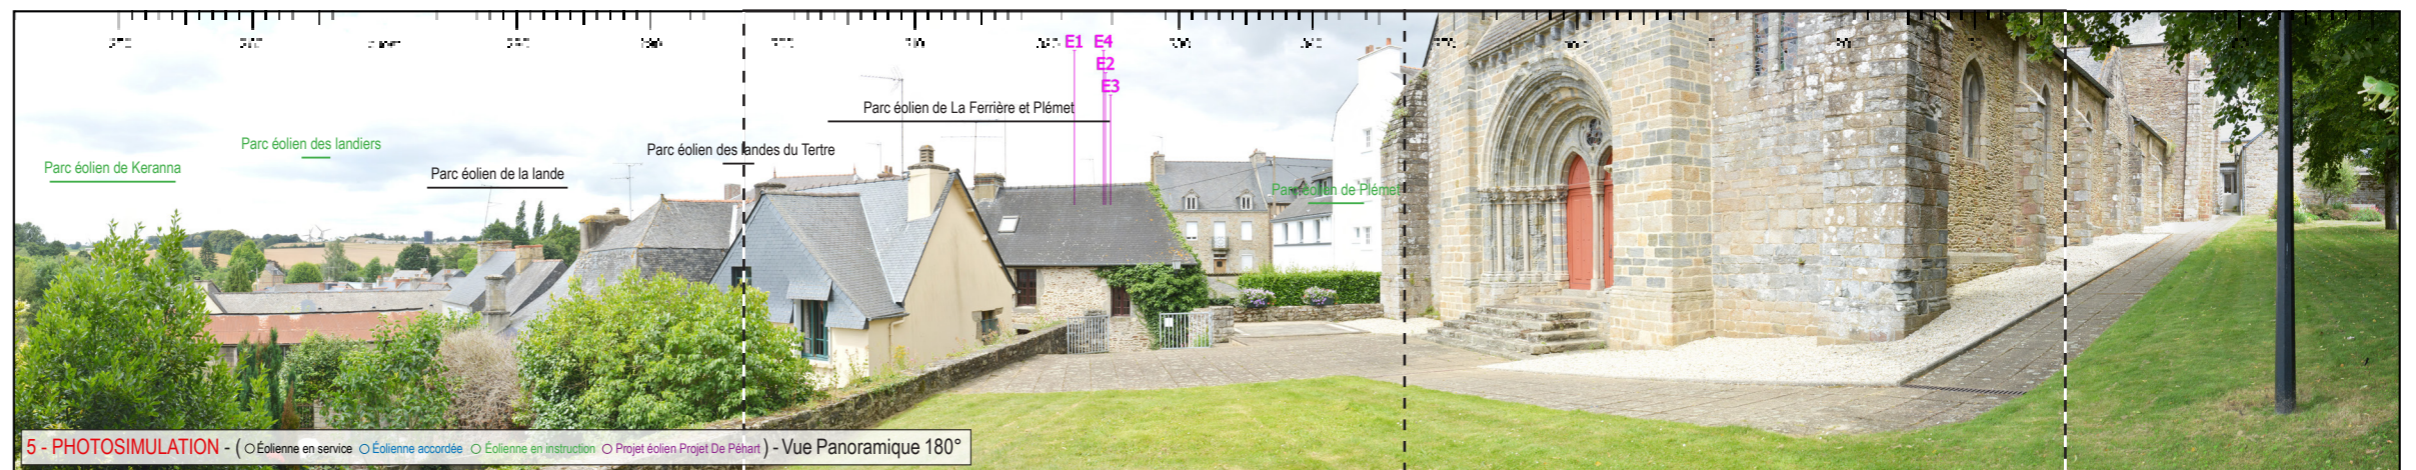 E1 E4
E2
E3
Parc éolien de La Ferrière et Plémet
Parc éolien des landiers
Parc éolien des landes du Tertre
Parc éolien de Keranna
Parc éolien de la lande
Parc éolien de Plémet
5 - PHOTOSIMULATION - ( Éolienne en service Éolienne accordée Éolienne en instruction Projet éolien Projet De Péhart ) - Vue Panoramique 180°